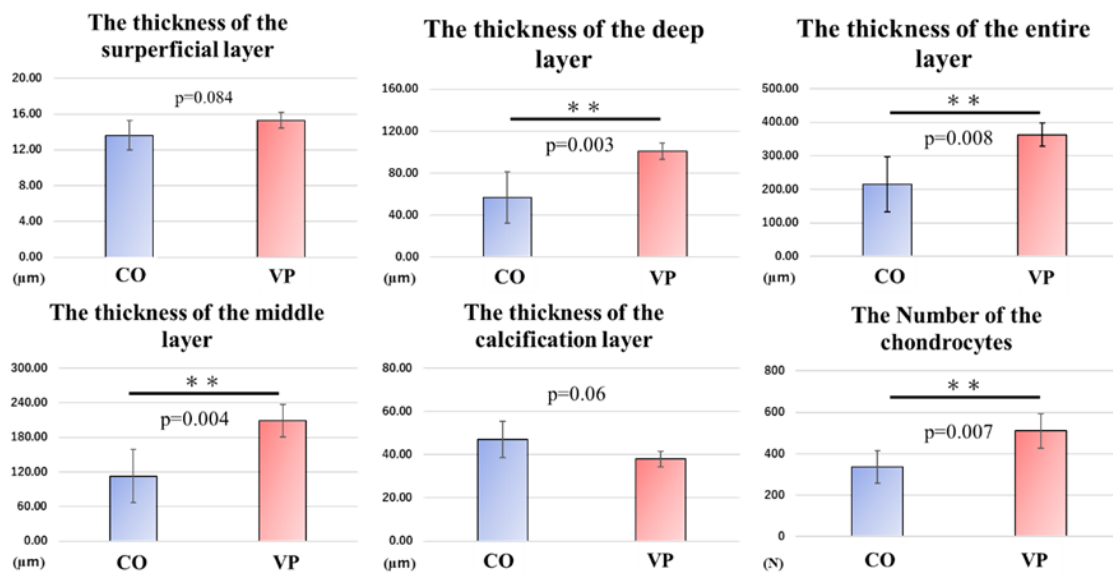 The thickness of the
surperficial layer
20.00
16.00
12.00
8.00
4.00
0.00
p=0.084
(µm)
CO
VP
The thickness of the deep
layer
160.00
120.00
80.00
40.00
0.00
**
p=0.003
(µm)
CO
VP
The thickness of the entire
layer
500.00
400.00
300.00
200.00
100.00
0.00
**
p=0.008
(µm)
CO
VP
The thickness of the middle
layer
300.00
240.00
180.00
120.00
60.00
0.00
**
p=0.004
(µm)
CO
VP
The thickness of the
calcification layer
80.00
60.00
40.00
20.00
0.00
p=0.06
(µm)
CO
VP
The Number of the
chondrocytes
800
600
400
200
0
**
p=0.007
(N)
CO
VP